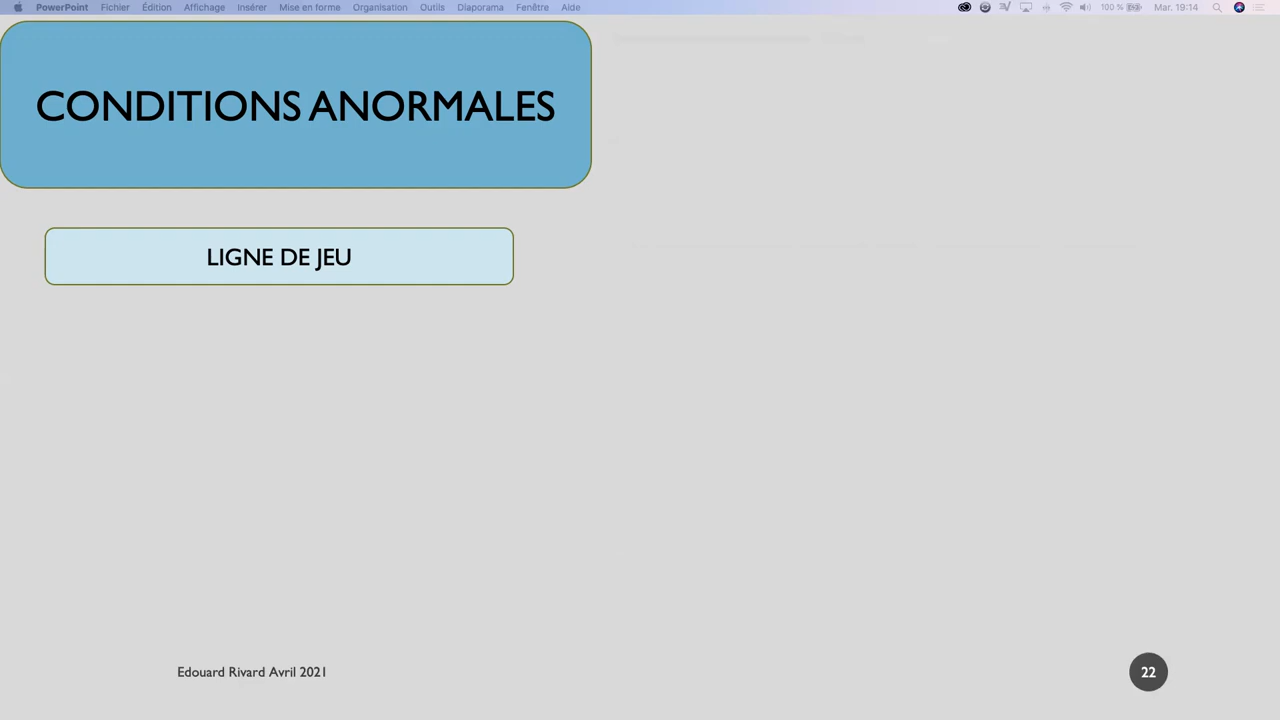 PowerPoint Fichier Édition Affichage Insérer Mise en forme Organisation Outils Diaporama Fenêtre Aide 100 % Mar. 19:14
CONDITIONS ANORMALES
LIGNE DE JEU
Edouard Rivard Avril 2021
22